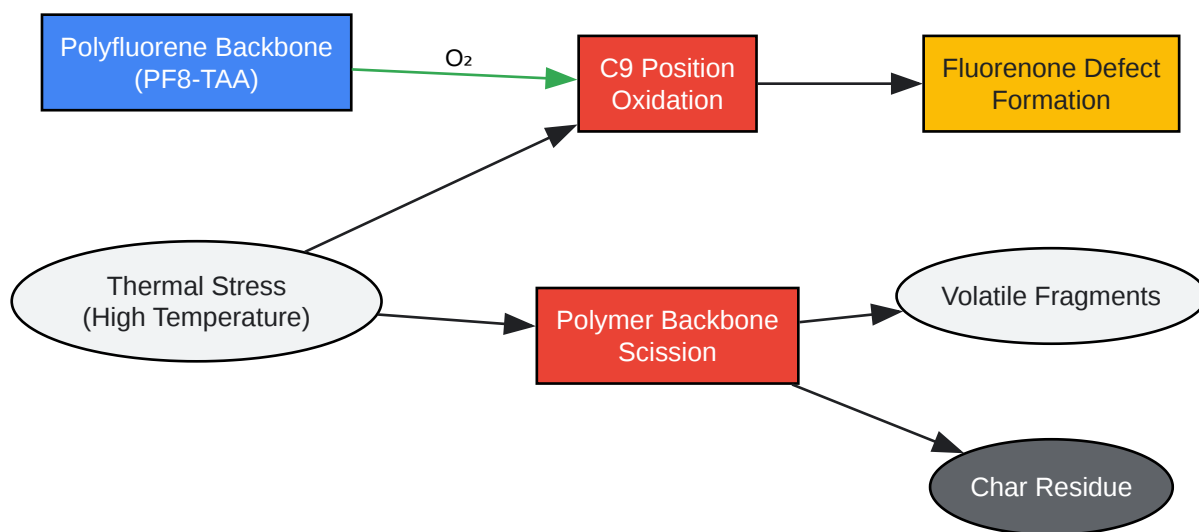 Polyfluorene Backbone
(PF8-TAA)
O₂
C9 Position
Oxidation
Fluorenone Defect
Formation
Thermal Stress
(High Temperature)
Polymer Backbone
Scission
Volatile Fragments
Char Residue